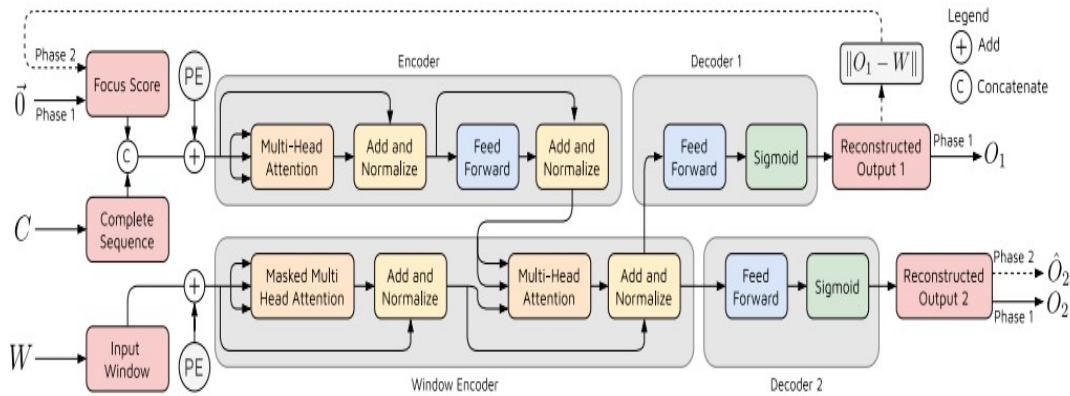 Legend
+ Add
C Concatenate
Phase 2
Focus Score
PE
Encoder
Decoder 1
‖O₁ − W‖
0⃗
Phase 1
C
+
Multi-Head
Attention
Add and
Normalize
Feed
Forward
Add and
Normalize
Feed
Forward
Sigmoid
Reconstructed
Output 1
Phase 1
O₁
C
Complete
Sequence
W
Input
Window
+
PE
Masked Multi
Head Attention
Add and
Normalize
Multi-Head
Attention
Add and
Normalize
Feed
Forward
Sigmoid
Reconstructed
Output 2
Phase 2
Ô₂
Phase 1
O₂
Window Encoder
Decoder 2